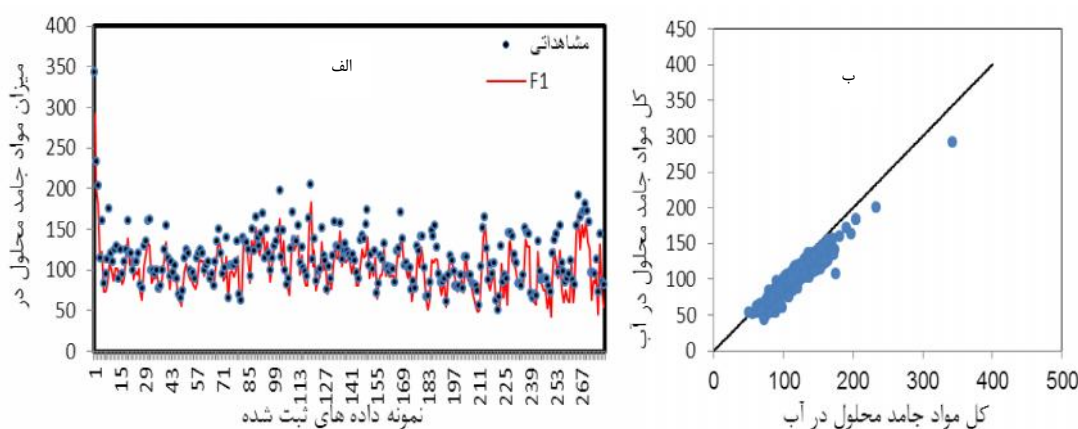 میزان مواد جامد محلول در
400
350
300
250
200
150
100
50
0
الف
مشاهداتی
F1
1 15 29 43 57 71 85 99 113 127 141 155 169 183 197 211 225 239 253 267
نمونه داده های ثبت شده
کل مواد جامد محلول در آب
450
400
350
300
250
200
150
100
50
0
ب
0 100 200 300 400 500
کل مواد جامد محلول در آب